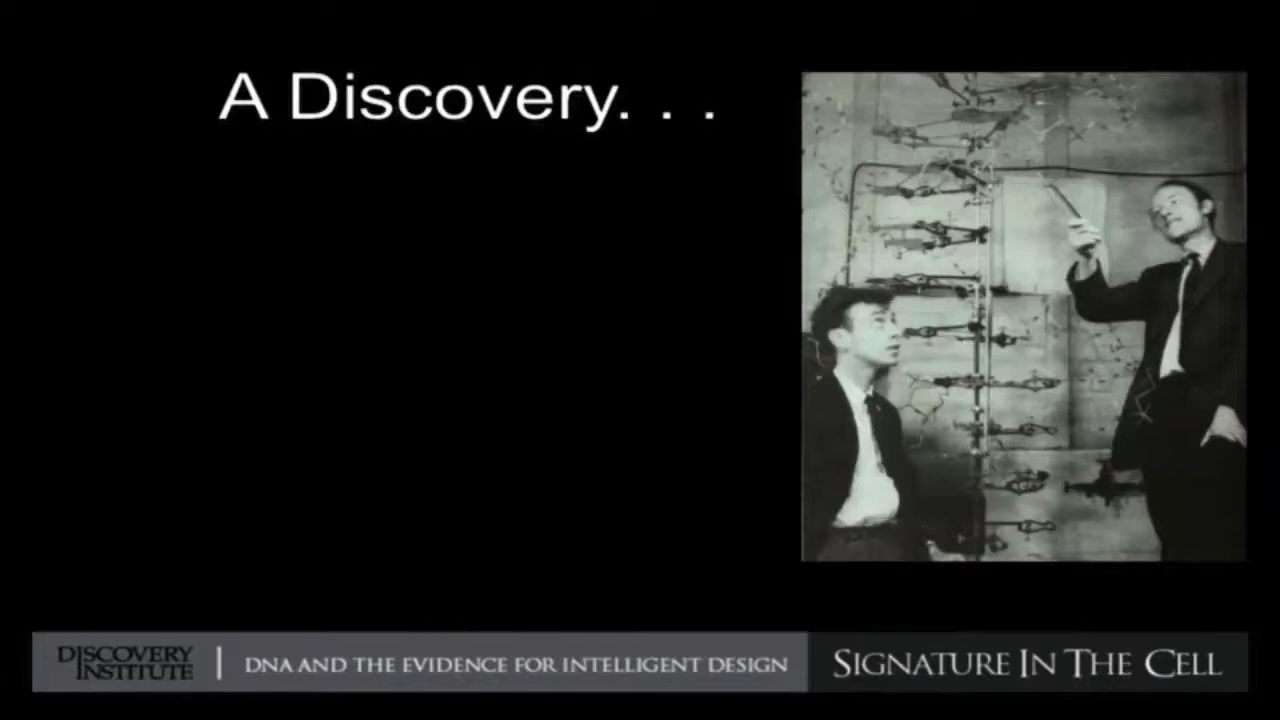 A Discovery. . .
DISCOVERY
INSTITUTE
DNA AND THE EVIDENCE FOR INTELLIGENT DESIGN
SIGNATURE IN THE CELL